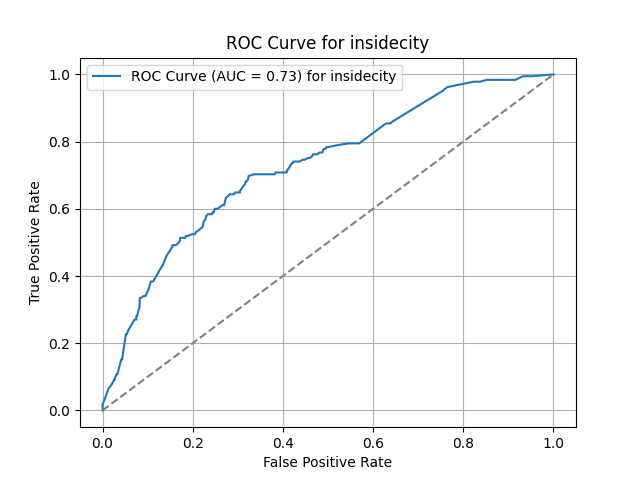 ROC Curve for insidecity
ROC Curve (AUC = 0.73) for insidecity
True Positive Rate
1.0
0.8
0.6
0.4
0.2
0.0
0.0 0.2 0.4 0.6 0.8 1.0
False Positive Rate